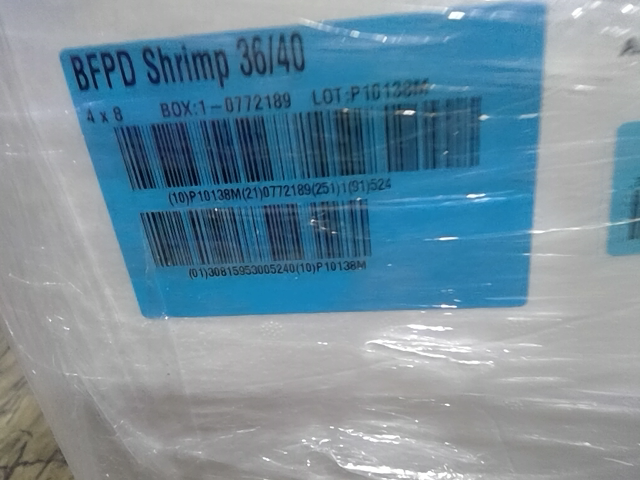 BFPD Shrimp 36/40
4 x 8 BOX:1-0772189 LOT:P10138M
(10)P10138M(21)0772189(251)1(91)524
(01)30815953005240(10)P10138M